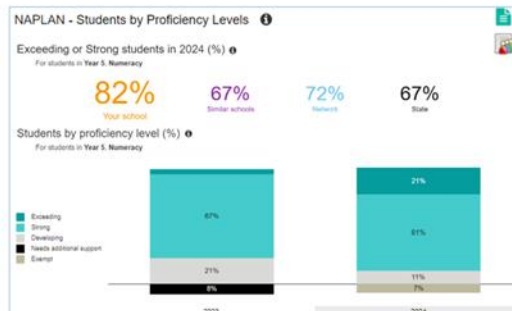 NAPLAN - Students by Proficiency Levels
Exceeding or Strong students in 2024 (%)
For students in Year 5, Numeracy
82%
Your school
67%
Similar schools
72%
Network
67%
State
Students by proficiency level (%)
For students in Year 5, Numeracy
Exceeding
Strong
Developing
Needs additional support
Exempt
67%
21%
8%
21%
61%
11%
7%